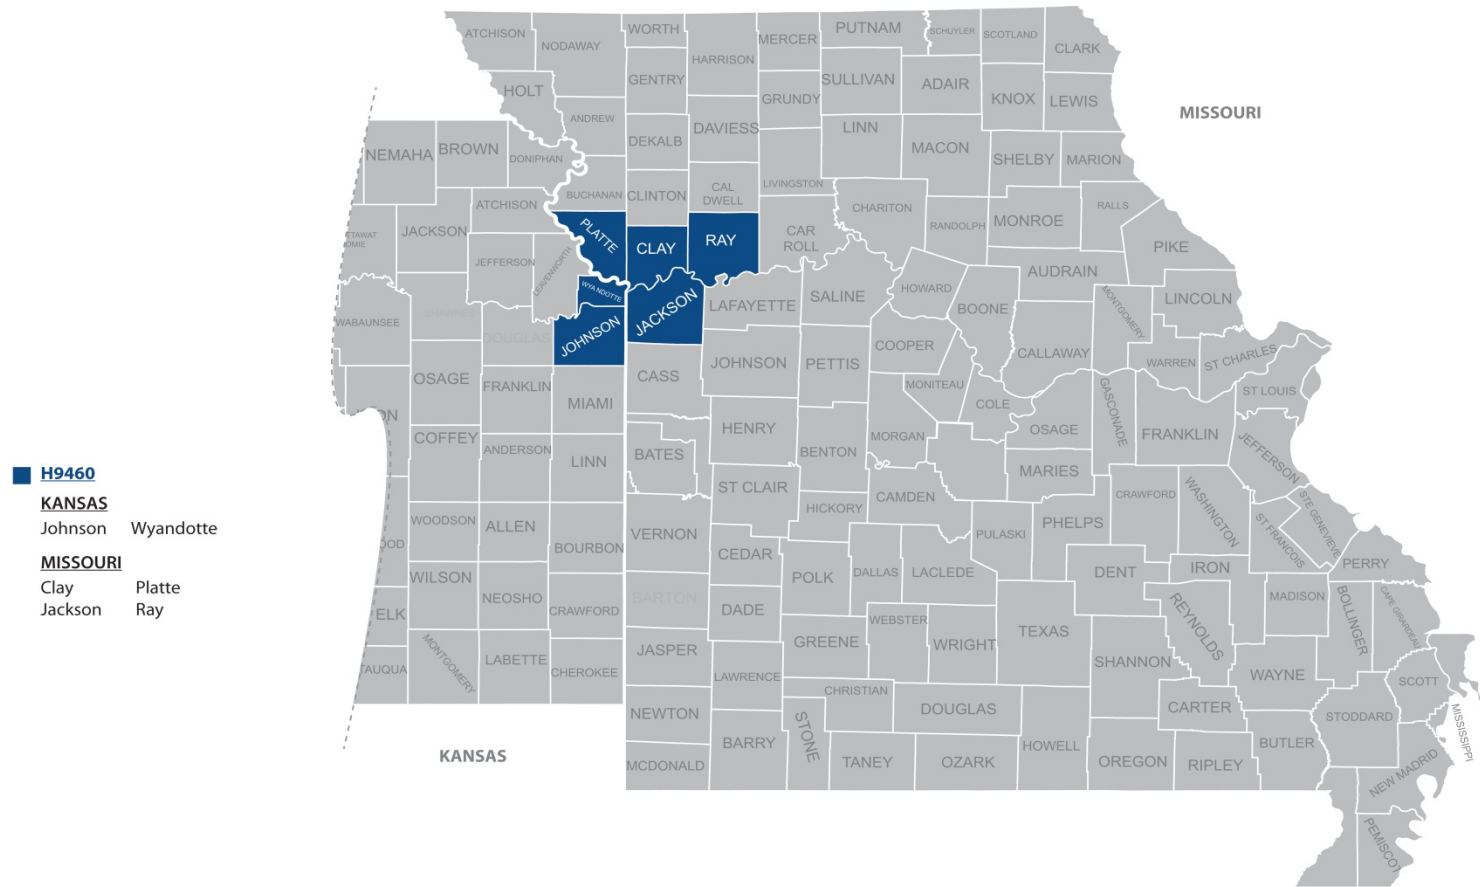 H9460
KANSAS
Johnson Wyandotte
MISSOURI
Clay Platte
Jackson Ray
MISSOURI
KANSAS
ATCHISON
NODAWAY
WORTH
HARRISON
MERCER
PUTNAM
SCHUYLER
SCOTLAND
CLARK
HOLT
GENTRY
GRUNDY
SULLIVAN
ADAIR
KNOX
LEWIS
ANDREW
DEKALB
DAVIESS
LINN
MACON
SHELBY
MARION
NEMAHA
BROWN
DONIPHAN
BUCHANAN
CLINTON
CAL
DWELL
LIVINGSTON
CHARITON
RANDOLPH
MONROE
RALLS
PIKE
ATCHISON
JACKSON
TTAWAT
OMIE
JEFFERSON
LEAVENWORTH
PLATTE
CLAY
RAY
CAR
ROLL
WYANDOTTE
JOHNSON
JACKSON
LAFAYETTE
SALINE
HOWARD
BOONE
AUDRAIN
MONTGOMERY
LINCOLN
WABAUNSEE
SHAWNEE
DOUGLAS
CASS
JOHNSON
PETTIS
COOPER
MONITEAU
CALLAWAY
WARREN
ST CHARLES
ST LOUIS
OSAGE
FRANKLIN
MIAMI
HENRY
BENTON
MORGAN
COLE
OSAGE
GASCONADE
FRANKLIN
JEFFERSON
COFFEY
ANDERSON
LINN
BATES
ST CLAIR
HICKORY
CAMDEN
MARIES
CRAWFORD
WASHINGTON
ST FRANCOIS
STE GENEVIEVE
PERRY
WOODSON
ALLEN
BOURBON
VERNON
CEDAR
POLK
DALLAS
LACLEDE
PULASKI
PHELPS
DENT
IRON
MADISON
BOLLINGER
CAPE GIRARDEAU
OOD
WILSON
NEOSHO
CRAWFORD
BARTON
DADE
GREENE
WEBSTER
WRIGHT
TEXAS
SHANNON
REYNOLDS
WAYNE
SCOTT
ELK
TAUQUA
MONTGOMERY
LABETTE
CHEROKEE
JASPER
LAWRENCE
CHRISTIAN
DOUGLAS
HOWELL
CARTER
STODDARD
MISSISSIPPI
NEWTON
BARRY
STONE
TANEY
OZARK
OREGON
RIPLEY
BUTLER
NEW MADRID
MCDONALD
PEMISCOT